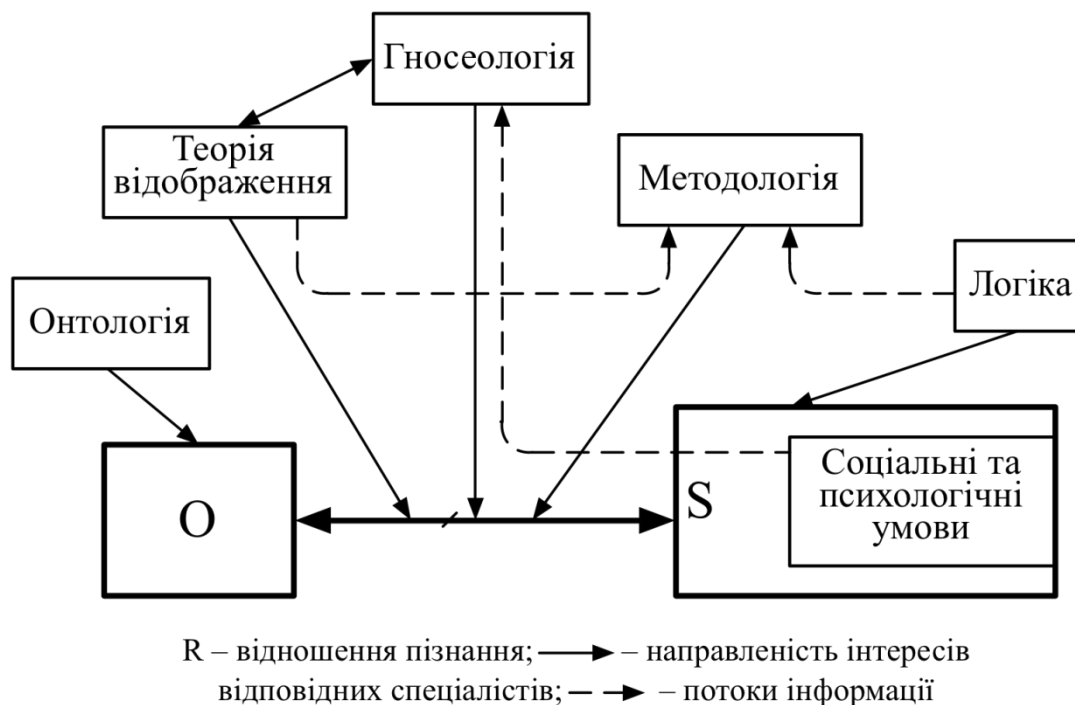 Гносеологія
Теорія
відображення
Методологія
Логіка
Онтологія
O
S
Соціальні та
психологічні
умови
R – відношення пізнання; – направленість інтересів
відповідних спеціалістів; – потоки інформації